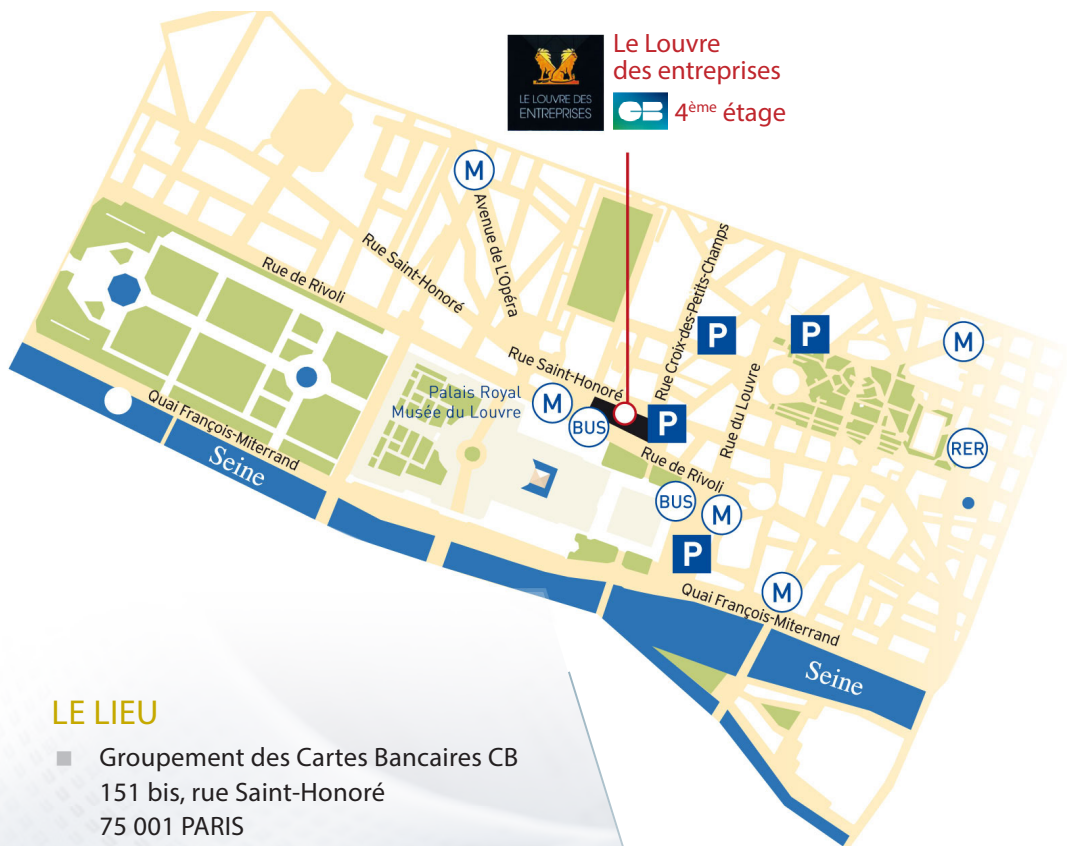 Le Louvre
des entreprises
LE LOUVRE DES
ENTREPRISES
CB 4ème étage
M
Avenue de L'Opéra
Rue Saint-Honoré
Rue de Rivoli
Rue Croix-des-Petits-Champs
P
P
M
Rue Saint-Honoré
Palais Royal
Musée du Louvre
M
BUS
P
Rue du Louvre
RER
Quai François-Miterrand
Seine
Rue de Rivoli
BUS
M
P
M
Quai François-Miterrand
Seine
LE LIEU
Groupement des Cartes Bancaires CB
151 bis, rue Saint-Honoré
75 001 PARIS